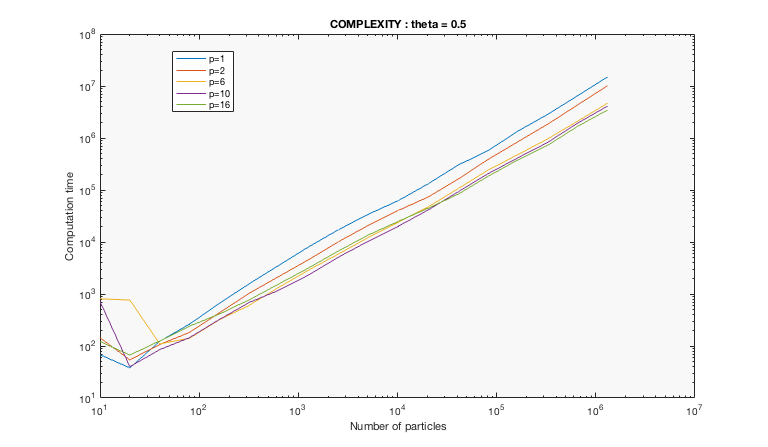 COMPLEXITY : theta = 0.5
10^8
10^7
10^6
10^5
10^4
10^3
10^2
10^1
Computation time
p=1
p=2
p=6
p=10
p=16
10^1 10^2 10^3 10^4 10^5 10^6 10^7
Number of particles